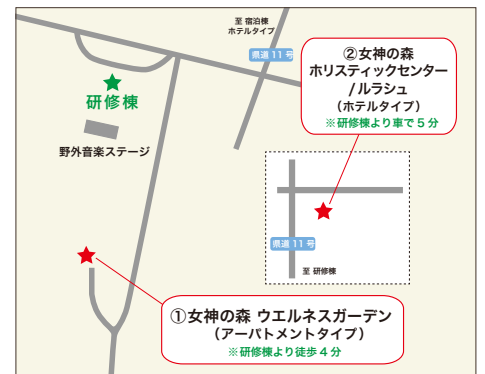 至 宿泊棟
ホテルタイプ
県道 11 号
②女神の森
ホリスティックセンター
/ルラシュ
（ホテルタイプ）
※研修棟より車で 5 分
研修棟
野外音楽ステージ
県道 11 号
至 研修棟
①女神の森 ウエルネスガーデン
（アーバトメントタイプ）
※研修棟より徒歩 4 分